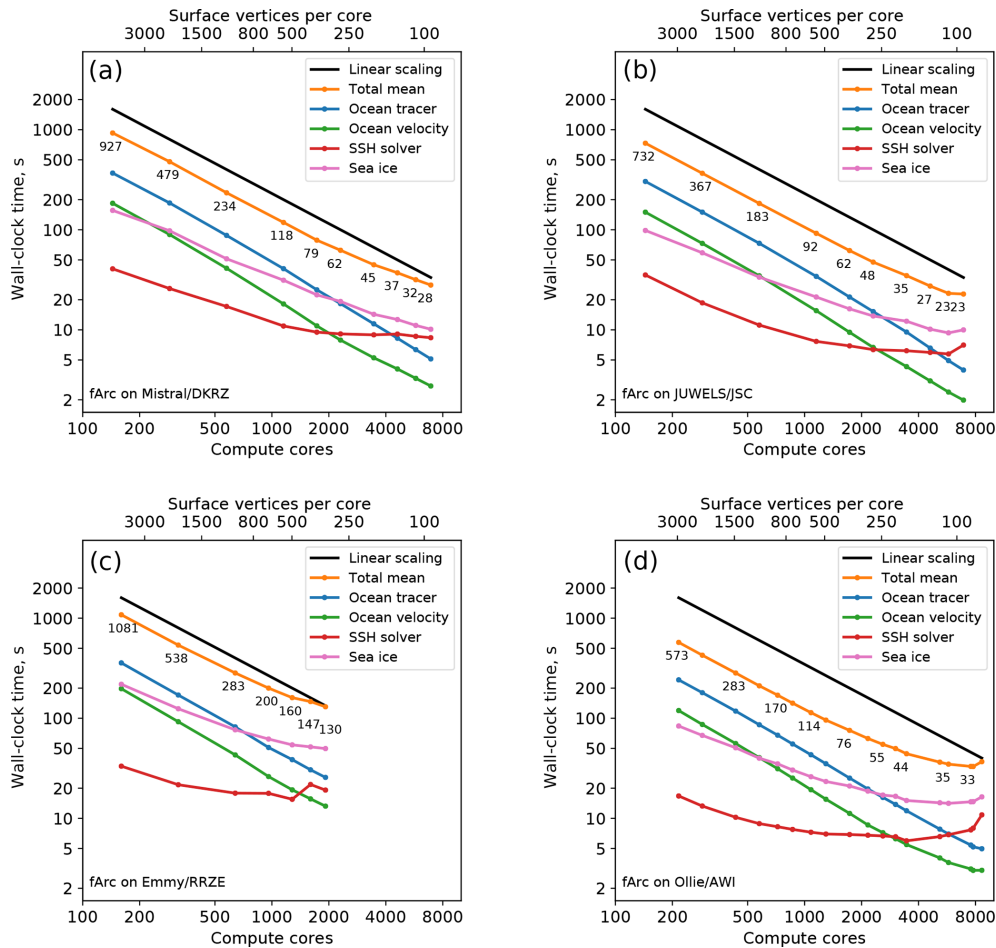 Surface vertices per core
3000 1500 800 500 250 100
(a)
Linear scaling
Total mean
Ocean tracer
Ocean velocity
SSH solver
Sea ice
Wall-clock time, s
2000
1000
500
200
100
50
20
10
5
2
927
479
234
118
79
62
45
37
32
28
fArc on Mistral/DKRZ
100 500 1000 2000 4000 8000
Compute cores
Surface vertices per core
3000 1500 800 500 250 100
(b)
Linear scaling
Total mean
Ocean tracer
Ocean velocity
SSH solver
Sea ice
Wall-clock time, s
2000
1000
500
200
100
50
20
10
5
2
732
367
183
92
62
48
35
27
23
23
fArc on JUWELS/JSC
100 500 1000 2000 4000 8000
Compute cores
Surface vertices per core
3000 1500 800 500 250 100
(c)
Linear scaling
Total mean
Ocean tracer
Ocean velocity
SSH solver
Sea ice
Wall-clock time, s
2000
1000
500
200
100
50
20
10
5
2
1081
538
283
200
160
147
130
fArc on Emmy/RRZE
100 500 1000 2000 4000 8000
Compute cores
Surface vertices per core
3000 1500 800 500 250 100
(d)
Linear scaling
Total mean
Ocean tracer
Ocean velocity
SSH solver
Sea ice
Wall-clock time, s
2000
1000
500
200
100
50
20
10
5
2
573
283
170
114
76
55
44
35
33
fArc on Ollie/AWI
100 500 1000 2000 4000 8000
Compute cores